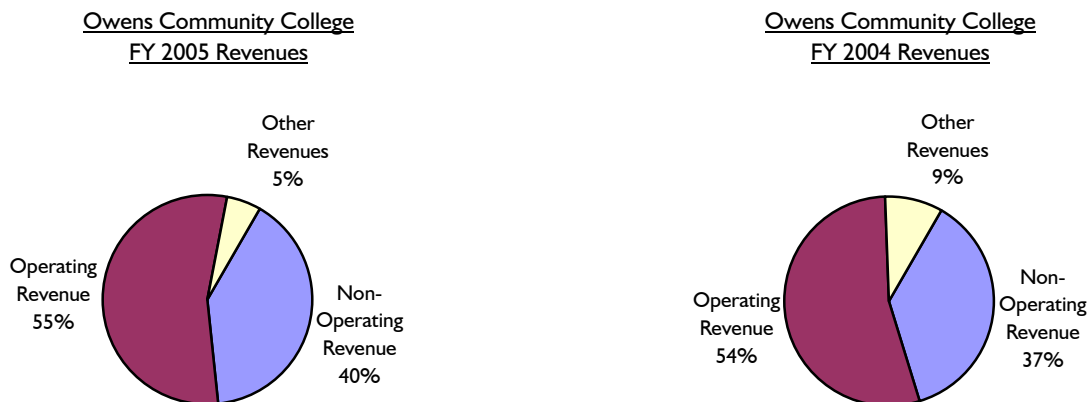 Owens Community College
FY 2005 Revenues
Other
Revenues
5%
Operating
Revenue
55%
Non-
Operating
Revenue
40%
Owens Community College
FY 2004 Revenues
Other
Revenues
9%
Operating
Revenue
54%
Non-
Operating
Revenue
37%